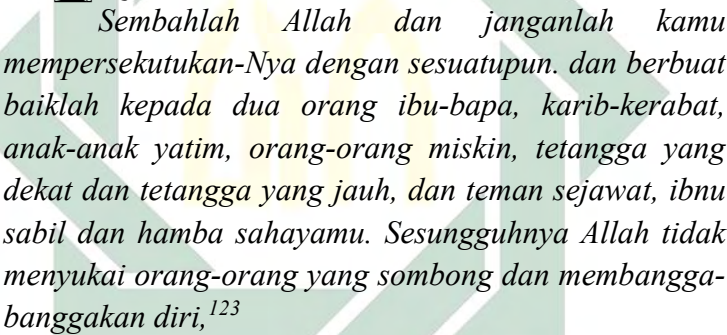 Sembahlah Allah dan janganlah kamu
mempersekutukan-Nya dengan sesuatupun. dan berbuat
baiklah kepada dua orang ibu-bapa, karib-kerabat,
anak-anak yatim, orang-orang miskin, tetangga yang
dekat dan tetangga yang jauh, dan teman sejawat, ibnu
sabil dan hamba sahayamu. Sesungguhnya Allah tidak
menyukai orang-orang yang sombong dan membangga-
banggakan diri,123